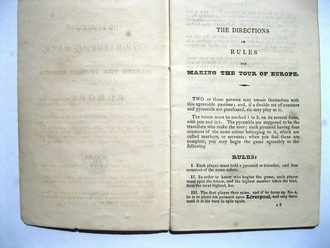 THE DIRECTIONS
OR
RULES
FOR
MAKING THE TOUR OF EUROPE.
TWO or three persons may amuse themselves with
this agreeable pastime; and, if a double set of counters
and pyramids are purchased, six may play at it.
The totum must be marked 1 to 8, on its several faces,
with pen and ink. The pyramids are supposed to be the
travellers who make the tour; each pyramid having four
counters of the same colour belonging to it, which are
called markers, or servants; when you find these are
complete, you may begin the game agreeably to the
following
RULES:
I. Each player must hold a pyramid or traveller, and four
counters of the same colour.
II. In order to know who begins the game, each player
must spin the totum, and the highest number takes the lead,
then the next highest, &c.
III. The first player then spins, and if he turns up No. 4,
he is to place his pyramid upon Liverpool, and stay there
until it is his turn to spin again.